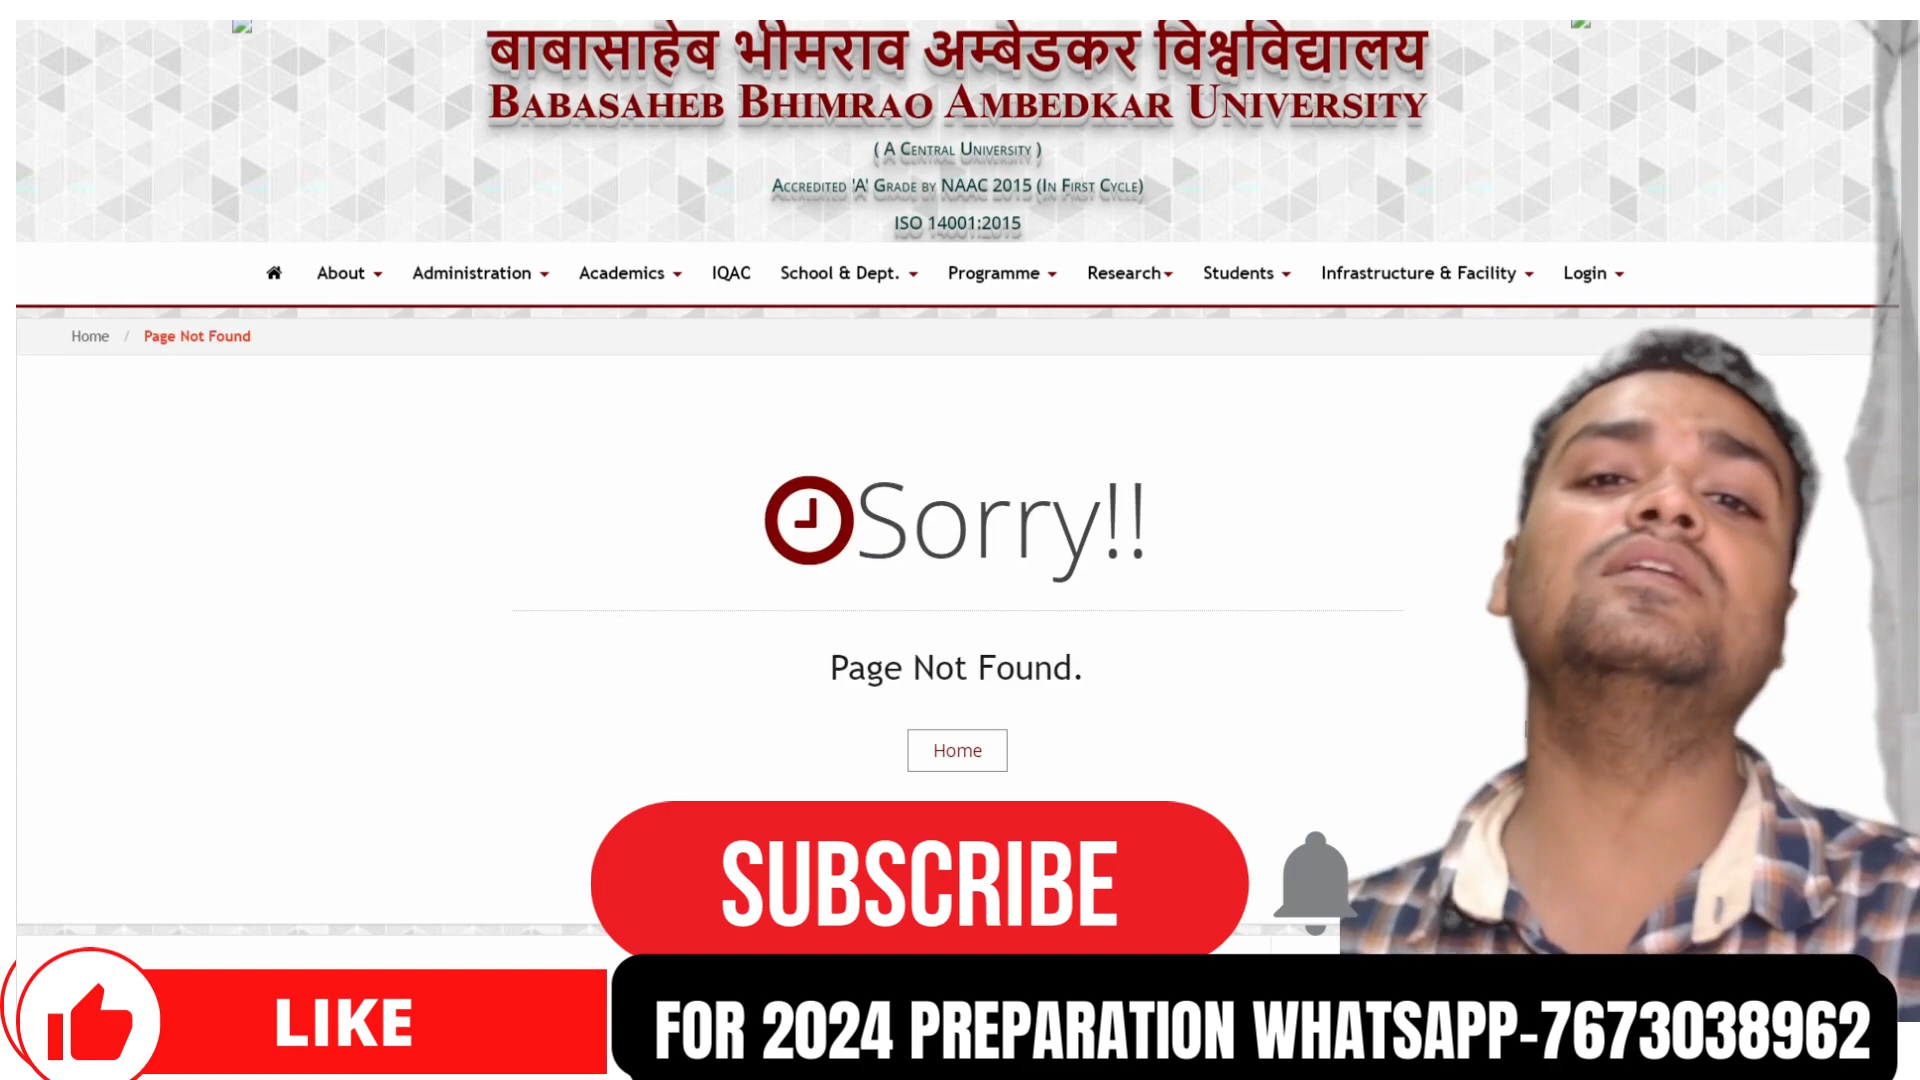 बाबासाहेब भीमराव अम्बेडकर विश्वविद्यालय
BABASAHEB BHIMRAO AMBEDKAR UNIVERSITY
( A CENTRAL UNIVERSITY )
ACCREDITED 'A' GRADE BY NAAC 2015 (IN FIRST CYCLE)
ISO 14001:2015
About Administration Academics IQAC School & Dept. Programme Research Students Infrastructure & Facility Login
Home / Page Not Found
Sorry!!
Page Not Found.
Home
SUBSCRIBE
LIKE
FOR 2024 PREPARATION WHATSAPP-7673038962